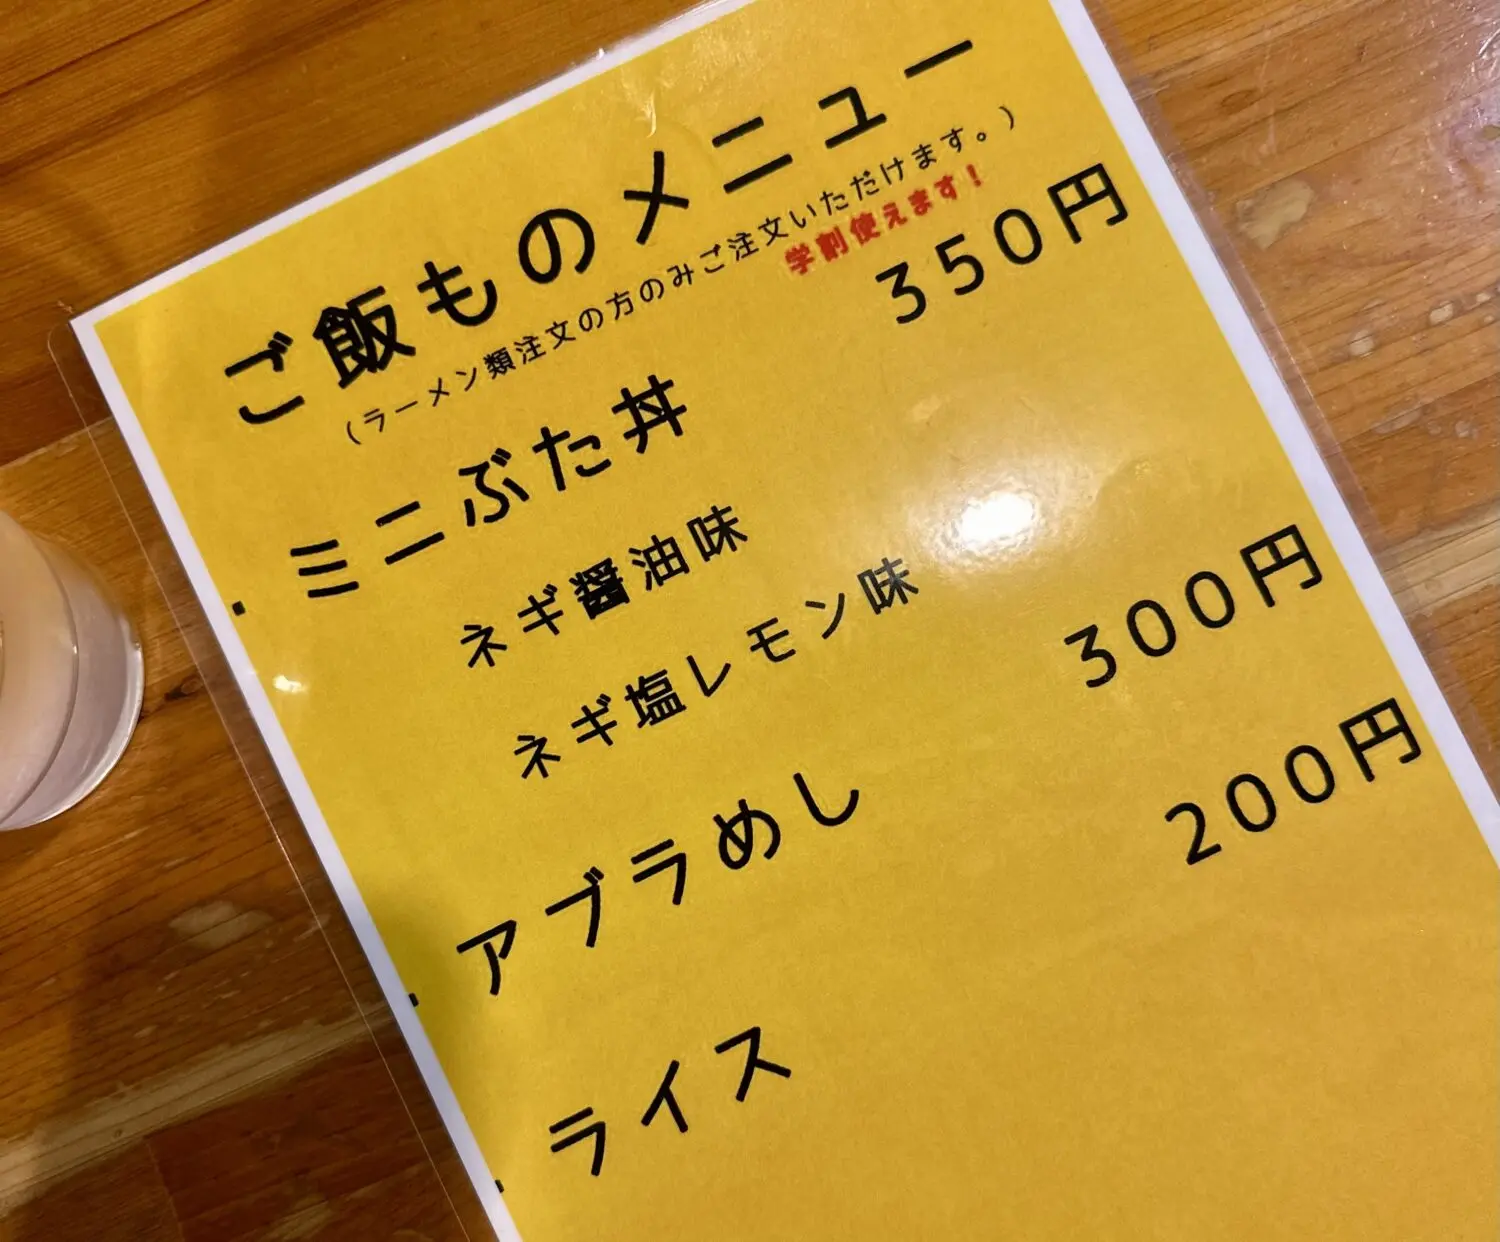 ご飯ものメニュー
(ラーメン類注文の方のみご注文いただけます。)
学割使えます!
・ミニぶた丼 350円
ネギ醤油味
ネギ塩レモン味
・アブラめし 300円
・ライス 200円